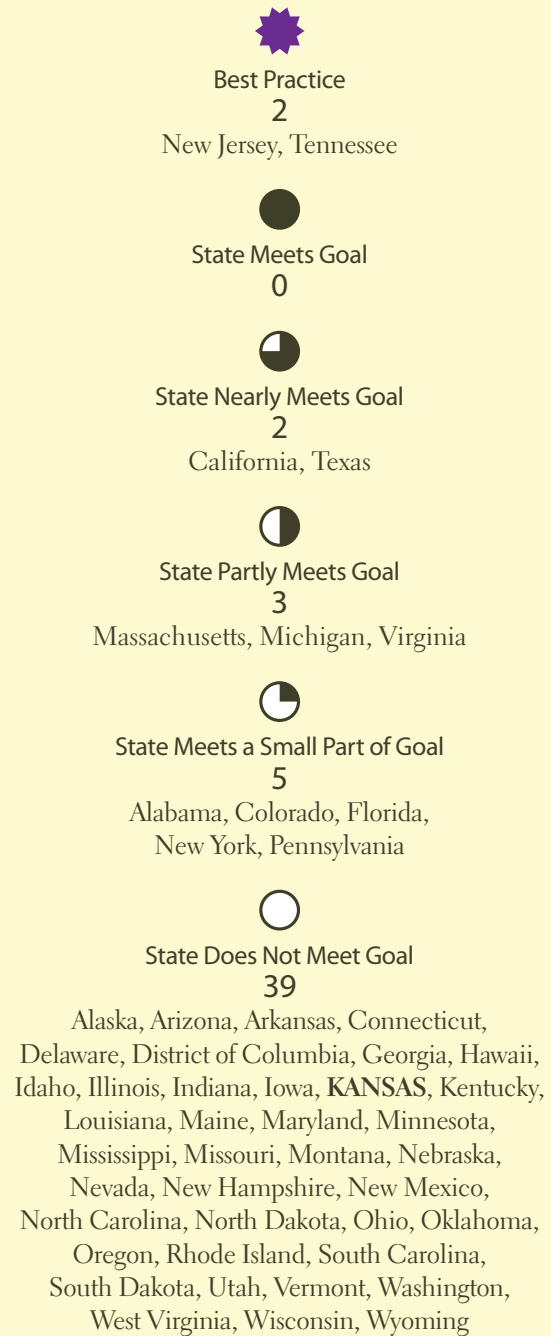 Best Practice
2
New Jersey, Tennessee
State Meets Goal
0
State Nearly Meets Goal
2
California, Texas
State Partly Meets Goal
3
Massachusetts, Michigan, Virginia
State Meets a Small Part of Goal
5
Alabama, Colorado, Florida,
New York, Pennsylvania
State Does Not Meet Goal
39
Alaska, Arizona, Arkansas, Connecticut,
Delaware, District of Columbia, Georgia, Hawaii,
Idaho, Illinois, Indiana, Iowa, KANSAS, Kentucky,
Louisiana, Maine, Maryland, Minnesota,
Mississippi, Missouri, Montana, Nebraska,
Nevada, New Hampshire, New Mexico,
North Carolina, North Dakota, Ohio, Oklahoma,
Oregon, Rhode Island, South Carolina,
South Dakota, Utah, Vermont, Washington,
West Virginia, Wisconsin, Wyoming